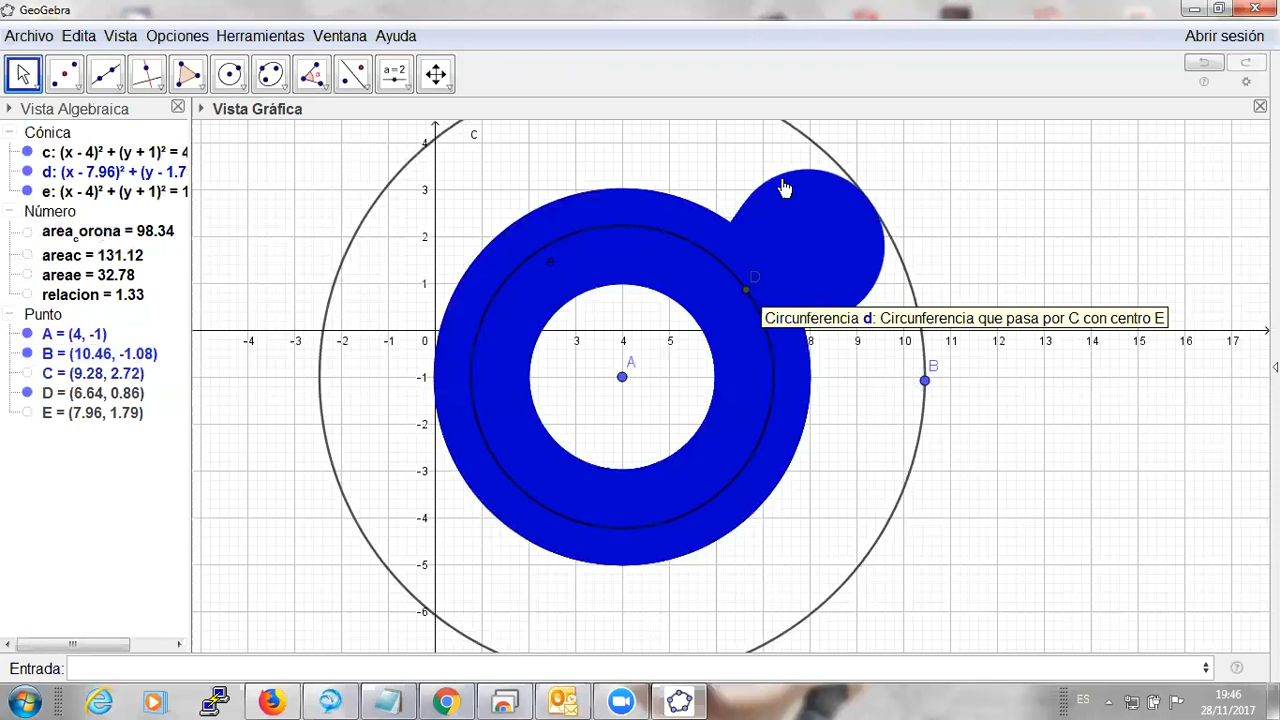 GeoGebra
Archivo Edita Vista Opciones Herramientas Ventana Ayuda Abrir sesión
a=2
Vista Algebraica
Vista Gráfica
Cónica
c: (x - 4)² + (y + 1)² = 4
d: (x - 7.96)² + (y - 1.7
e: (x - 4)² + (y + 1)² = 1
Número
area_corona = 98.34
areac = 131.12
areae = 32.78
relacion = 1.33
Punto
A = (4, -1)
B = (10.46, -1.08)
C = (9.28, 2.72)
D = (6.64, 0.86)
E = (7.96, 1.79)
c
4
3
2
1
e
D
Circunferencia d: Circunferencia que pasa por C con centro E
-4 -3 -2 -1 0 3 4 5 8 9 10 11 12 13 14 15 16 17
A
B
-1
-2
-3
-4
-5
-6
Entrada:
ES
19:46
28/11/2017